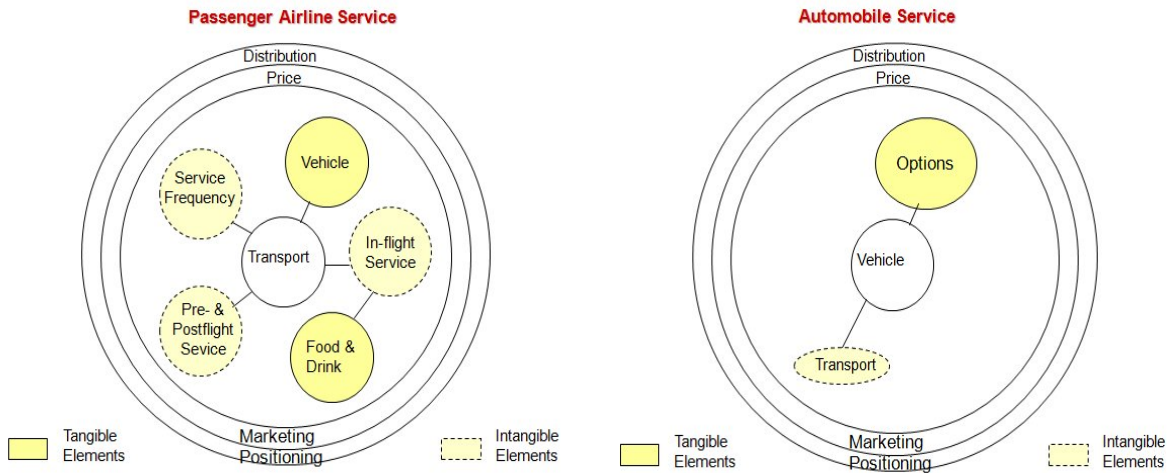 Passenger Airline Service
Distribution
Price
Vehicle
Service
Frequency
Transport
In-flight
Service
Pre- &
Postflight
Sevice
Food &
Drink
Marketing
Positioning
Tangible
Elements
Intangible
Elements
Automobile Service
Distribution
Price
Options
Vehicle
Transport
Marketing
Positioning
Tangible
Elements
Intangible
Elements